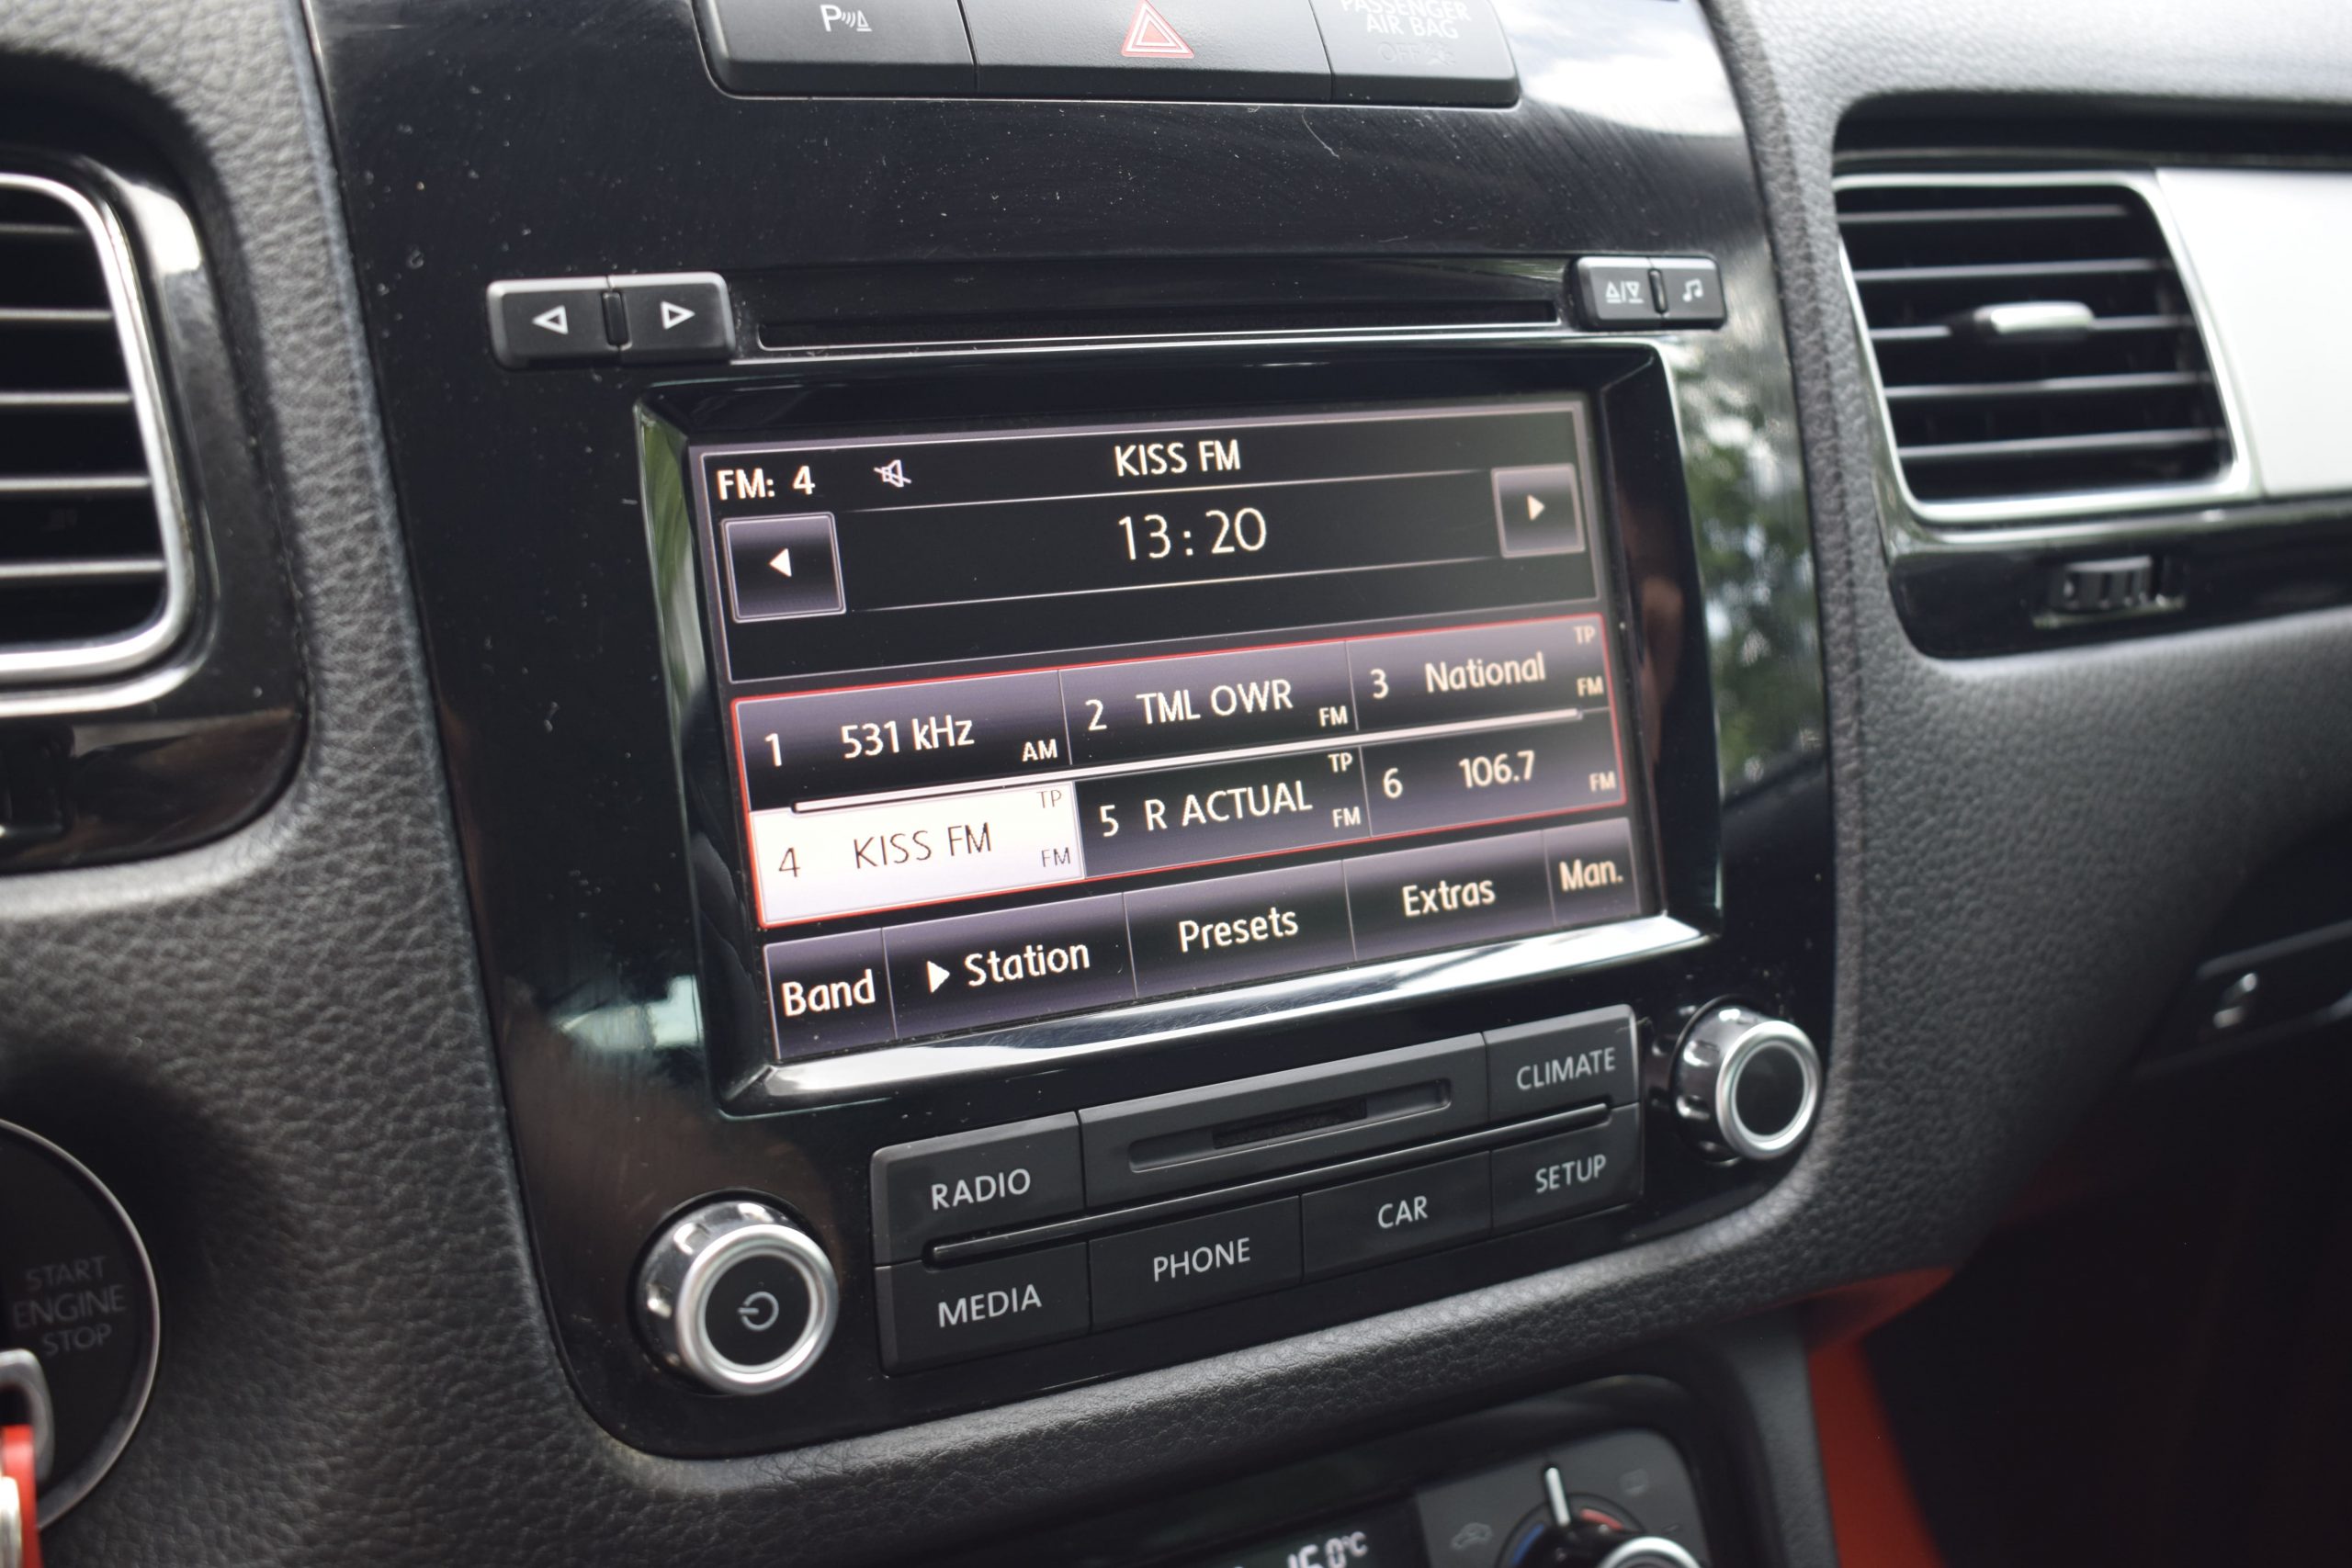 P
PASSENGER
AIR BAG
OFF
FM: 4
KISS FM
13:20
1 531 kHz AM
2 TML OWR FM
3 National TP FM
4 KISS FM TP FM
5 R ACTUAL TP FM
6 106.7 FM
Band
Station
Presets
Extras
Man.
RADIO
CLIMATE
MEDIA
PHONE
CAR
SETUP
START
ENGINE
STOP